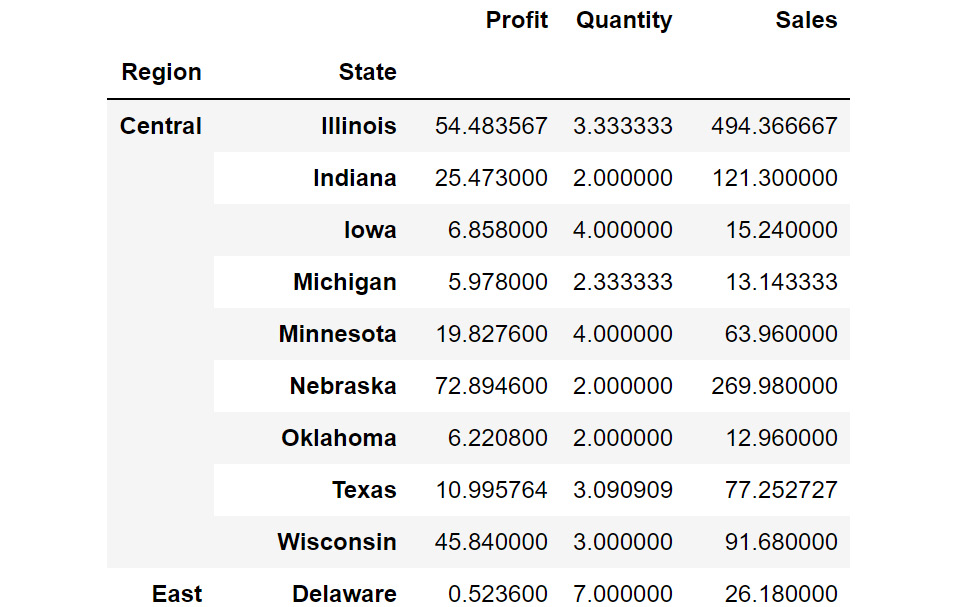 Profit Quantity Sales
Region State
Central Illinois 54.483567 3.333333 494.366667
Indiana 25.473000 2.000000 121.300000
Iowa 6.858000 4.000000 15.240000
Michigan 5.978000 2.333333 13.143333
Minnesota 19.827600 4.000000 63.960000
Nebraska 72.894600 2.000000 269.980000
Oklahoma 6.220800 2.000000 12.960000
Texas 10.995764 3.090909 77.252727
Wisconsin 45.840000 3.000000 91.680000
East Delaware 0.523600 7.000000 26.180000